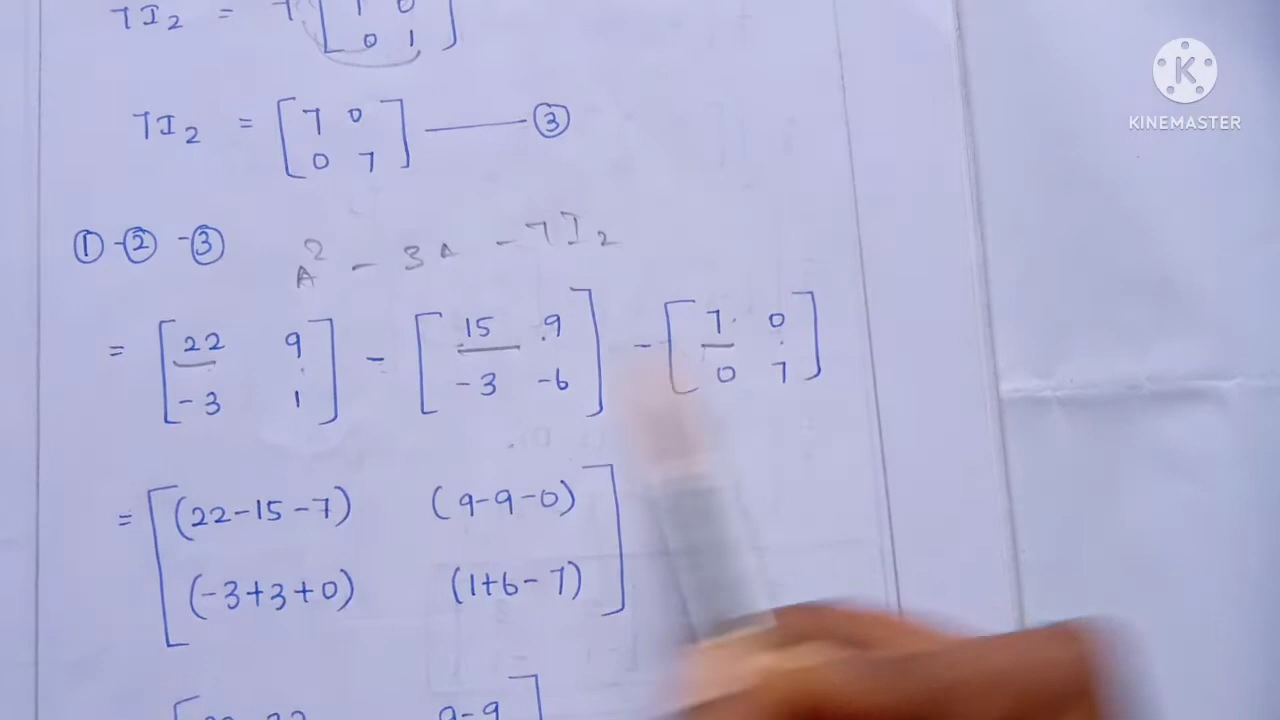 7I₂ = 7 [1 0
0 1]
7I₂ = [7 0
0 7] —— ③
① - ② - ③ A² - 3A - 7I₂
= [22 9 - [15 9 - [7 0
-3 1] -3 -6] 0 7]
= [(22-15-7) (9-9-0)
(-3+3+0) (1+6-7)]
9-9
KINEMASTER